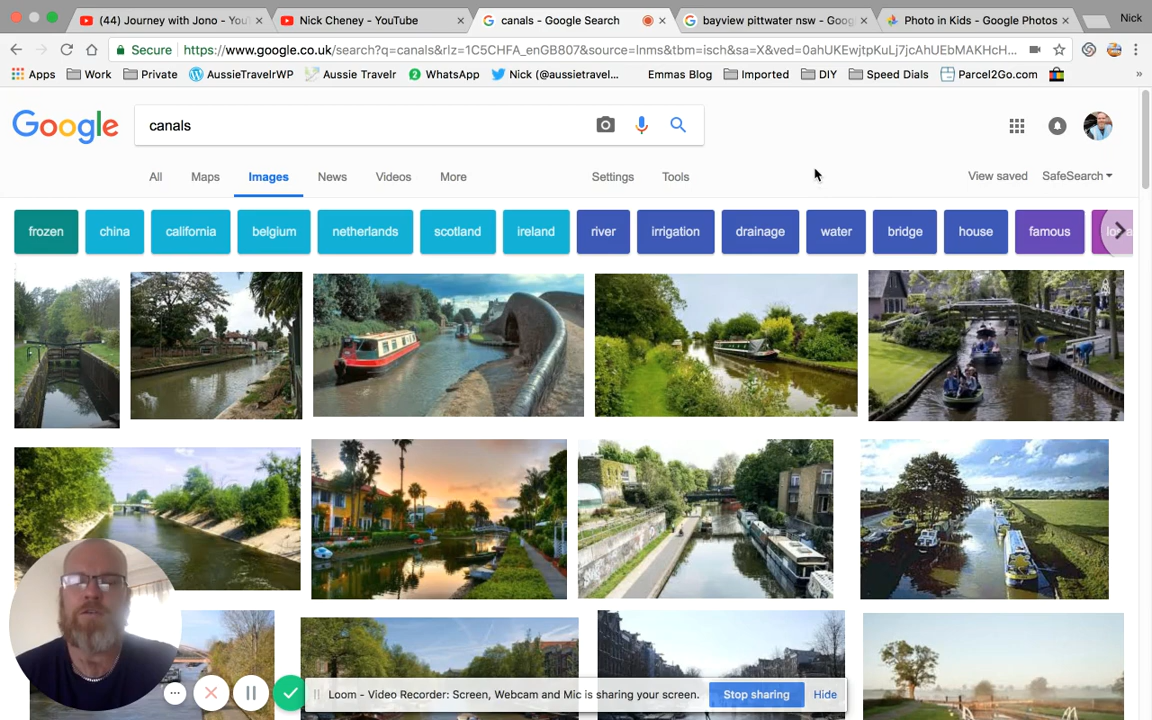 (44) Journey with Jono - You
Nick Cheney - YouTube
canals - Google Search
bayview pittwater nsw - Goog
Photo in Kids - Google Photos
Nick
Secure
https://www.google.co.uk/search?q=canals&rlz=1C5CHFA_enGB807&source=lnms&tbm=isch&sa=X&ved=0ahUKEwjtpKuLj7jcAhUEbMAKHcH...
Apps
Work
Private
AussieTravelrWP
Aussie Travelr
WhatsApp
Nick (@aussietravel...
Emmas Blog
Imported
DIY
Speed Dials
Parcel2Go.com
»
Google
canals
All
Maps
Images
News
Videos
More
Settings
Tools
View saved
SafeSearch
frozen
china
california
belgium
netherlands
scotland
ireland
river
irrigation
drainage
water
bridge
house
famous
Loom - Video Recorder: Screen, Webcam and Mic is sharing your screen.
Stop sharing
Hide